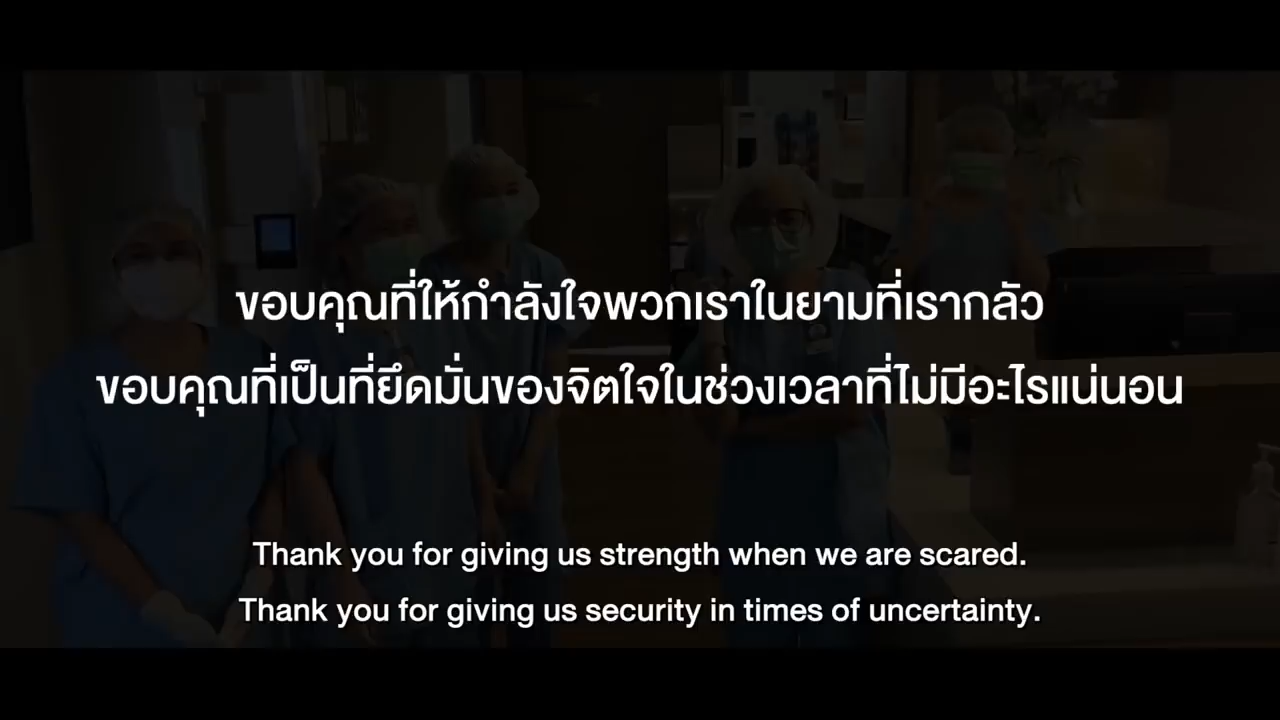 ขอบคุณที่ให้กำลังใจพวกเราในยามที่เรากลัว
ขอบคุณที่เป็นที่ยึดมั่นของจิตใจในช่วงเวลาที่ไม่มีอะไรแน่นอน
Thank you for giving us strength when we are scared.
Thank you for giving us security in times of uncertainty.